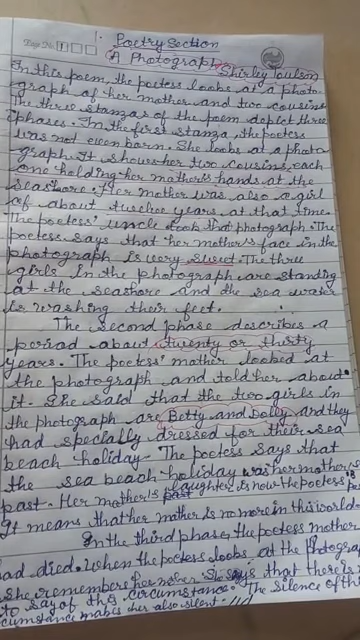 Page No. 1
1. Poetry Section
A Photograph Shirley Toulson
In this poem, the poetess looks at a photo-
graph of her mother and two cousins
The three stanzas of the poem depict three
phases. In the first stanza, the poetess
was not even born. She looks at a photo
graph. It shows her two cousins, each
one holding her mother's hands at the
seashore. Her mother was also a girl
of about twelve years at that time.
The poetess' uncle took that photograph. The
poetess says that her mother's face in the
photograph is very sweet. The three
girls in the photograph are standing
at the seashore and the sea water
is washing their feet.
The second phase describes a
period about twenty or thirty
years. The poetess' mother looked at
the photograph and told her about
it. She said that the two girls in
the photograph are Betty and Dolly and they
had specially dressed for their sea
beach holiday. The poetess says that
the sea beach holiday was her mother's
past. Her mother's past laughter is now the poetess
It means that her mother is no more in this world.
In the third phase, the poetess mother
had died. When the poetess looks at the photograph
she remembers her mother. She says that there is
to say of this circumstance. The silence of the
circumstance makes her also silent.